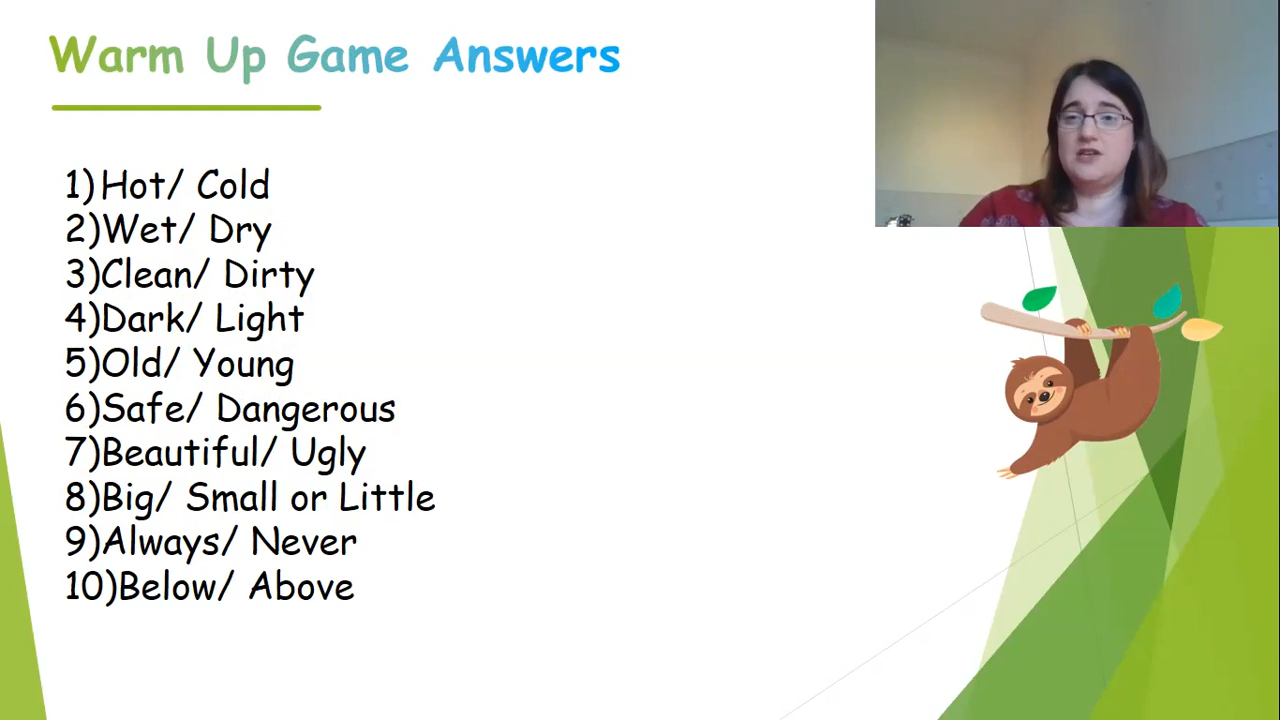 Warm Up Game Answers
1)Hot/ Cold
2)Wet/ Dry
3)Clean/ Dirty
4)Dark/ Light
5)Old/ Young
6)Safe/ Dangerous
7)Beautiful/ Ugly
8)Big/ Small or Little
9)Always/ Never
10)Below/ Above